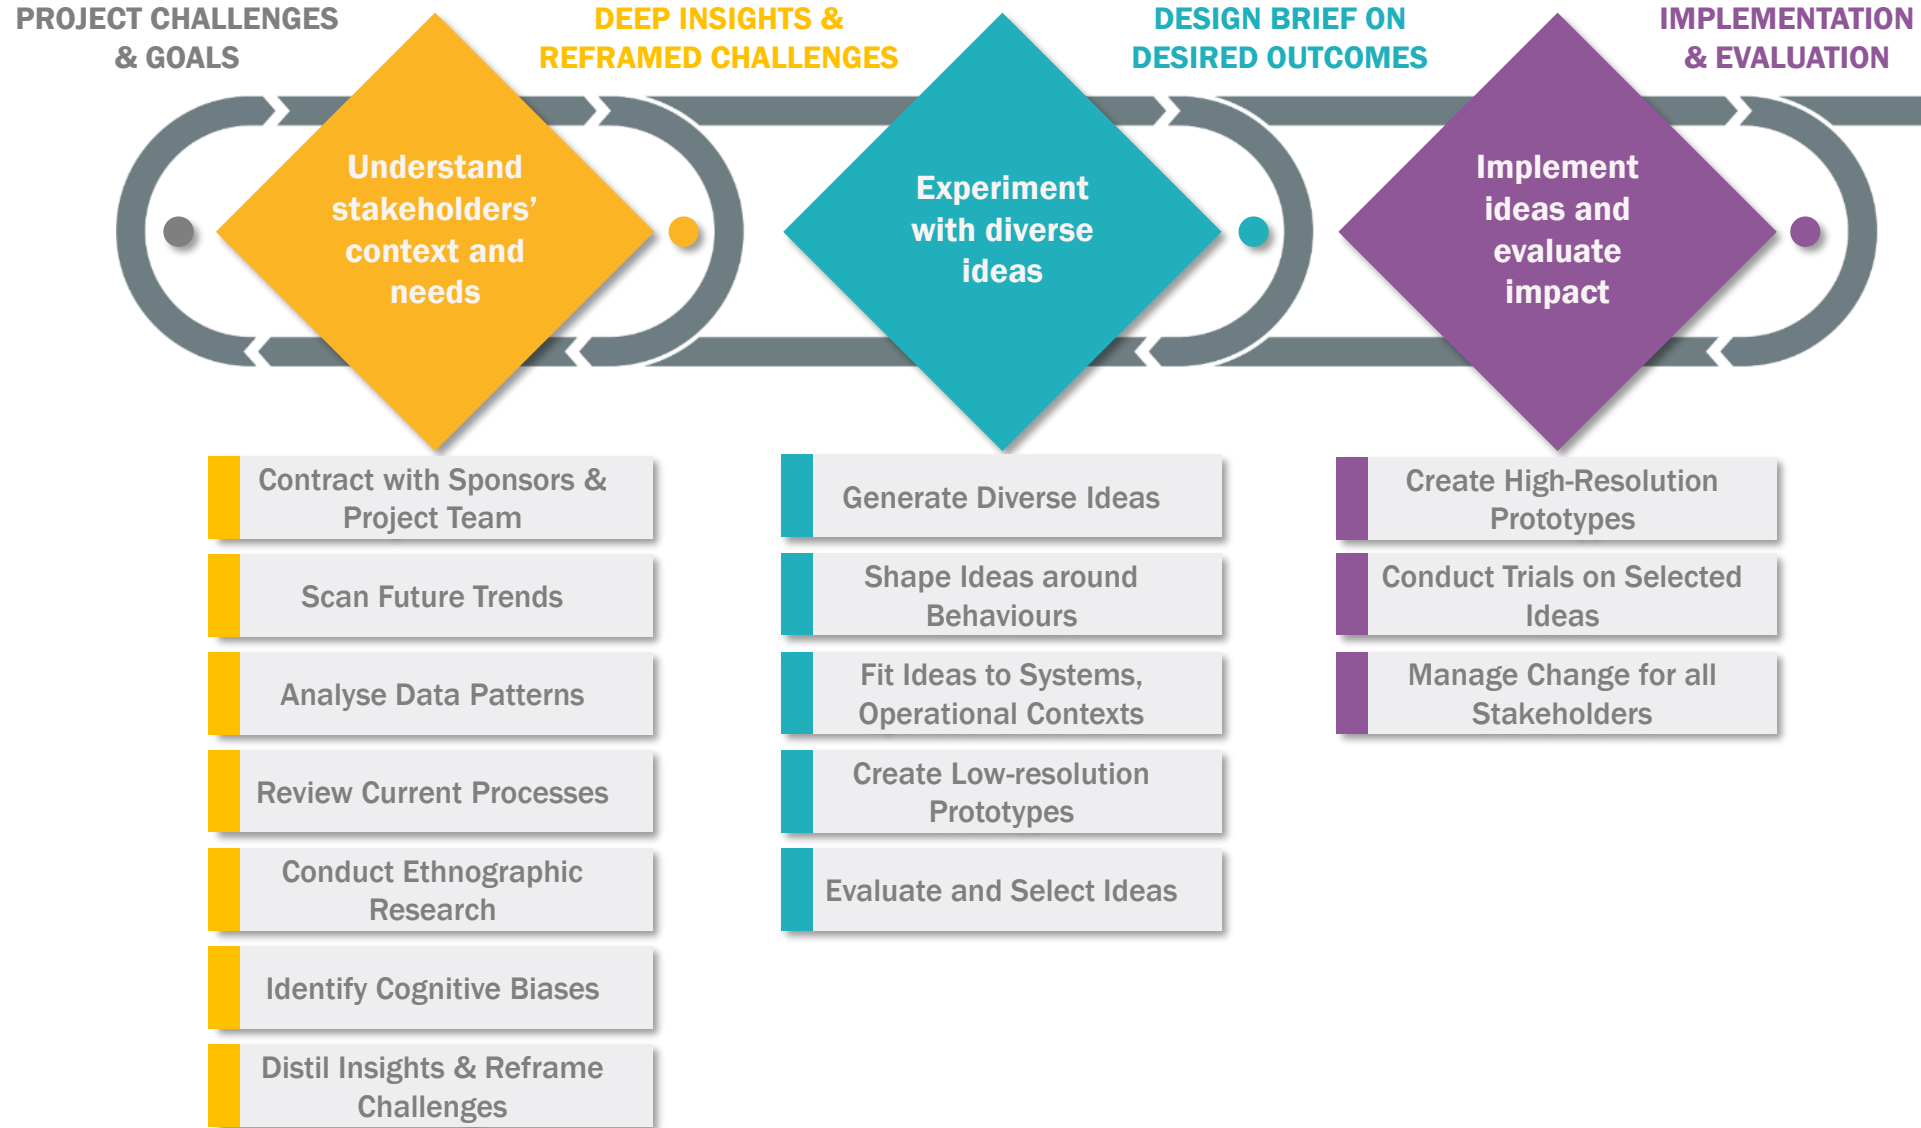 PROJECT CHALLENGES
& GOALS
DEEP INSIGHTS &
REFRAMED CHALLENGES
DESIGN BRIEF ON
DESIRED OUTCOMES
IMPLEMENTATION
& EVALUATION
Understand
stakeholders’
context and
needs
Experiment
with diverse
ideas
Implement
ideas and
evaluate
impact
Contract with Sponsors &
Project Team
Scan Future Trends
Analyse Data Patterns
Review Current Processes
Conduct Ethnographic
Research
Identify Cognitive Biases
Distil Insights & Reframe
Challenges
Generate Diverse Ideas
Shape Ideas around
Behaviours
Fit Ideas to Systems,
Operational Contexts
Create Low-resolution
Prototypes
Evaluate and Select Ideas
Create High-Resolution
Prototypes
Conduct Trials on Selected
Ideas
Manage Change for all
Stakeholders